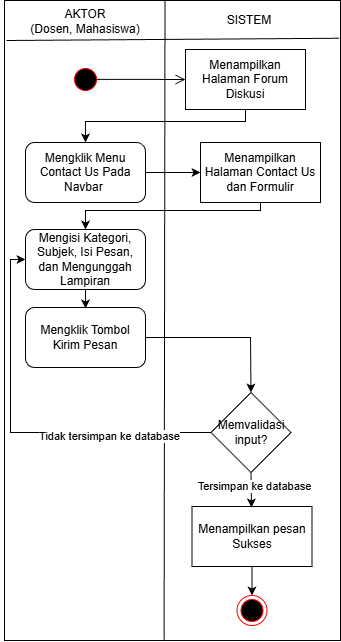 AKTOR
(Dosen, Mahasiswa)
SISTEM
Menampilkan
Halaman Forum
Diskusi
Mengklik Menu
Contact Us Pada
Navbar
Menampilkan
Halaman Contact Us
dan Formulir
Mengisi Kategori,
Subjek, Isi Pesan,
dan Mengunggah
Lampiran
Mengklik Tombol
Kirim Pesan
Memvalidasi
input?
Tidak tersimpan ke database
Tersimpan ke database
Menampilkan pesan
Sukses